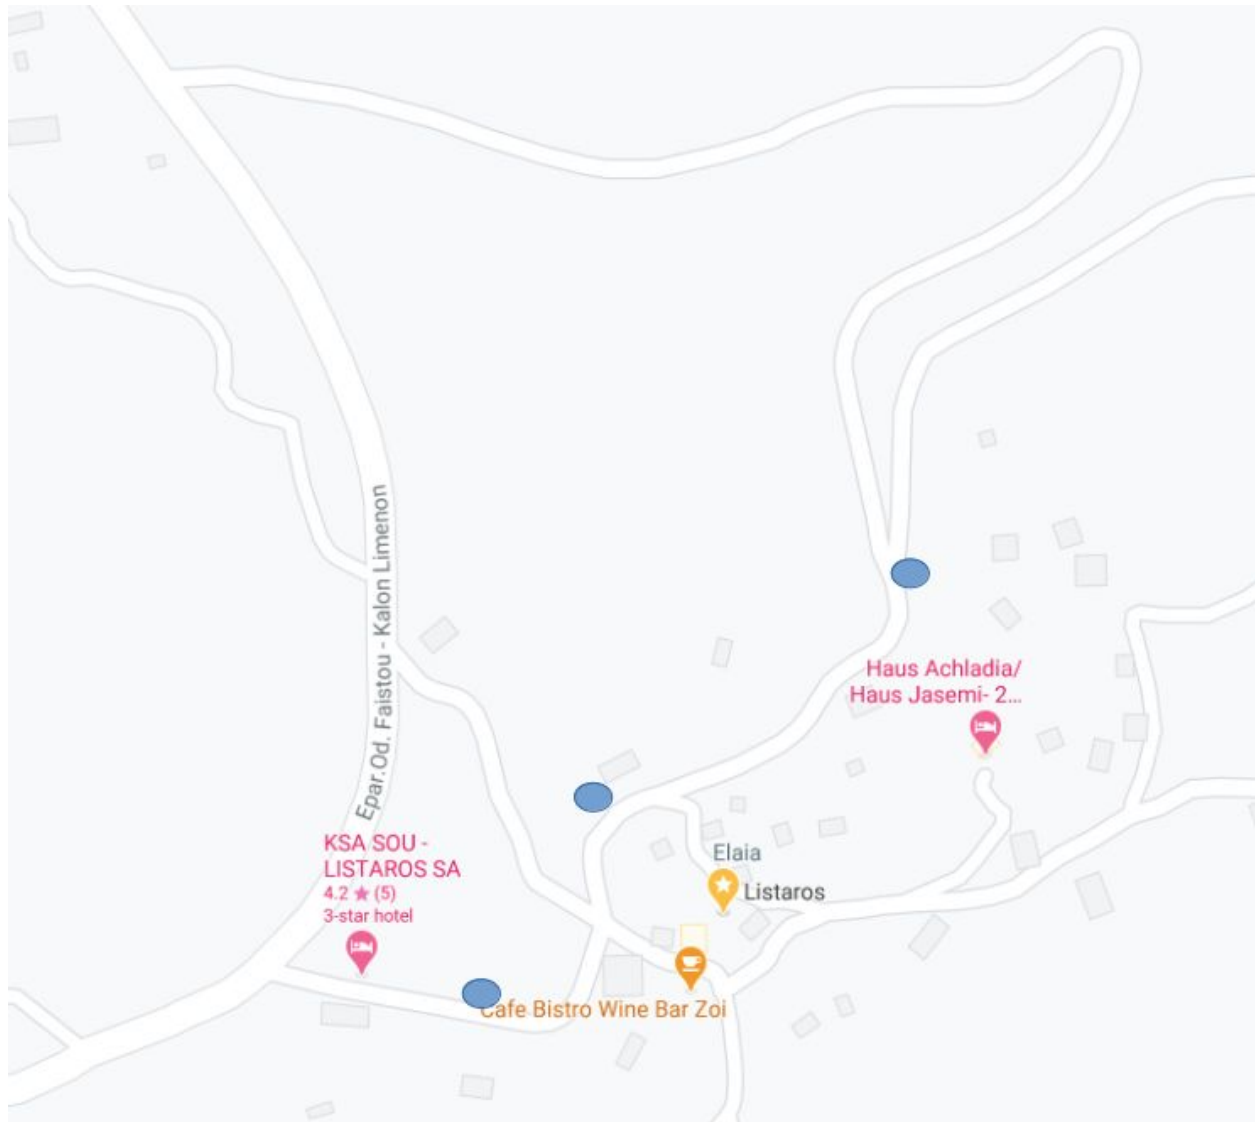 Epar.Od. Faistou - Kalon Limenon
Haus Achladia/
Haus Jasemi- 2...
KSA SOU -
LISTAROS SA
4.2 ★ (5)
3-star hotel
Elaia
Listaros
Cafe Bistro Wine Bar Zoi